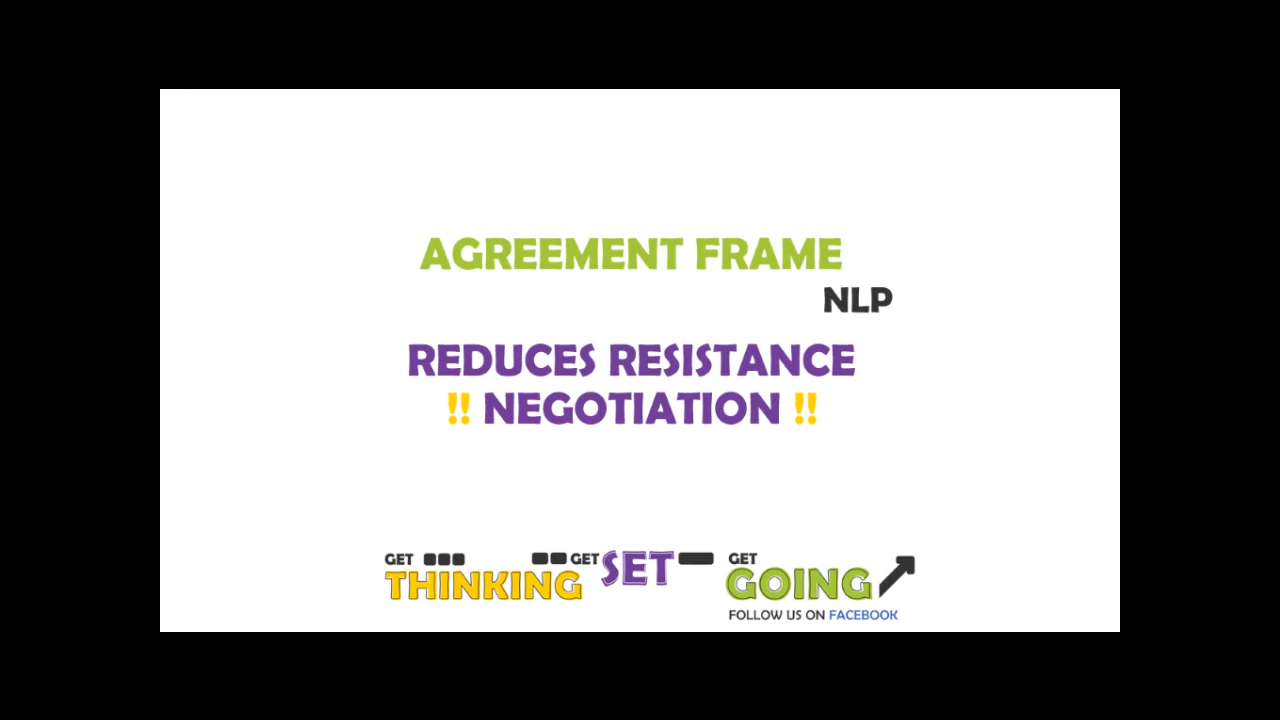 AGREEMENT FRAME
NLP
REDUCES RESISTANCE
!! NEGOTIATION !!
GET THINKING
GET SET
GET GOING
FOLLOW US ON FACEBOOK